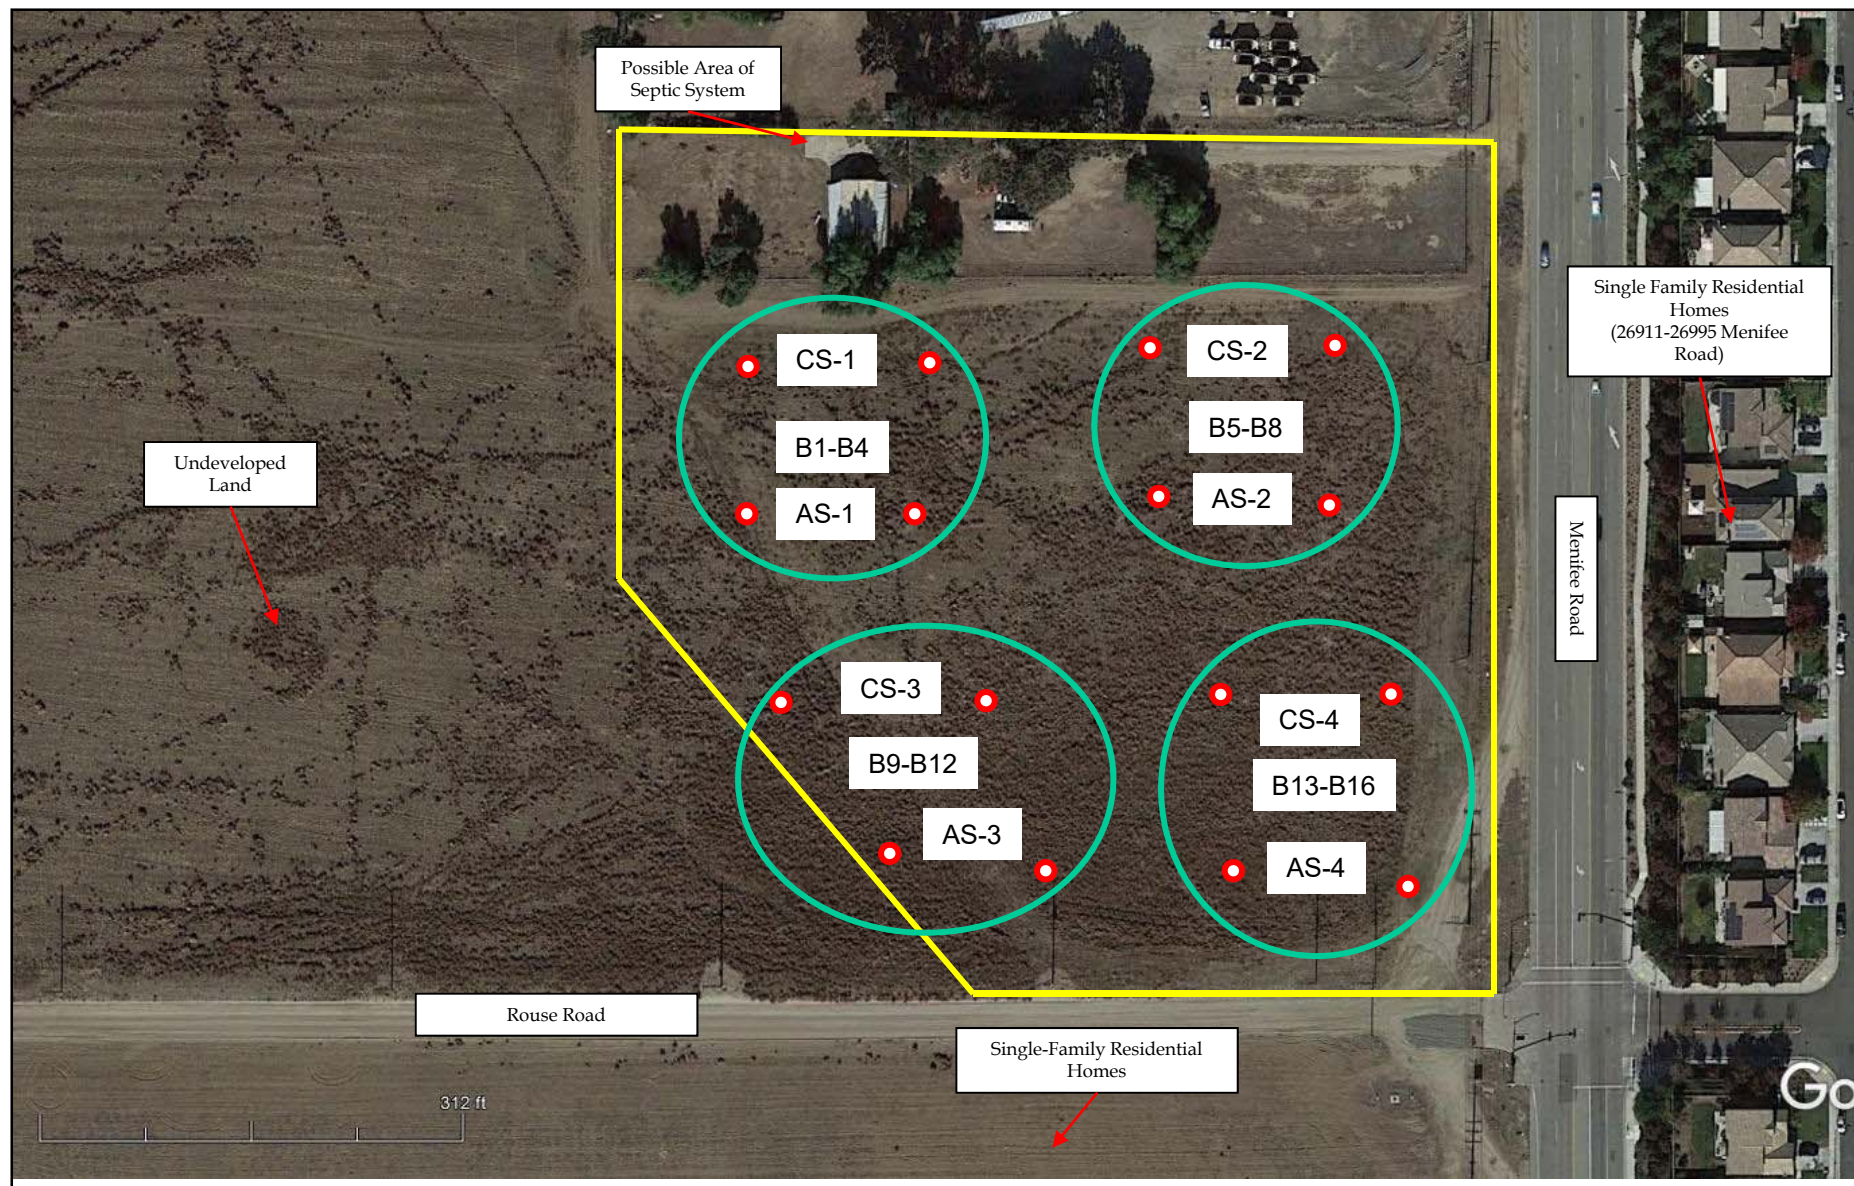 Possible Area of
Septic System
Single Family Residential
Homes
(26911-26995 Menifee
Road)
CS-1
CS-2
B1-B4
B5-B8
AS-1
AS-2
Undeveloped
Land
Menifee Road
CS-3
CS-4
B9-B12
B13-B16
AS-3
AS-4
Rouse Road
Single-Family Residential
Homes
312 ft
Go